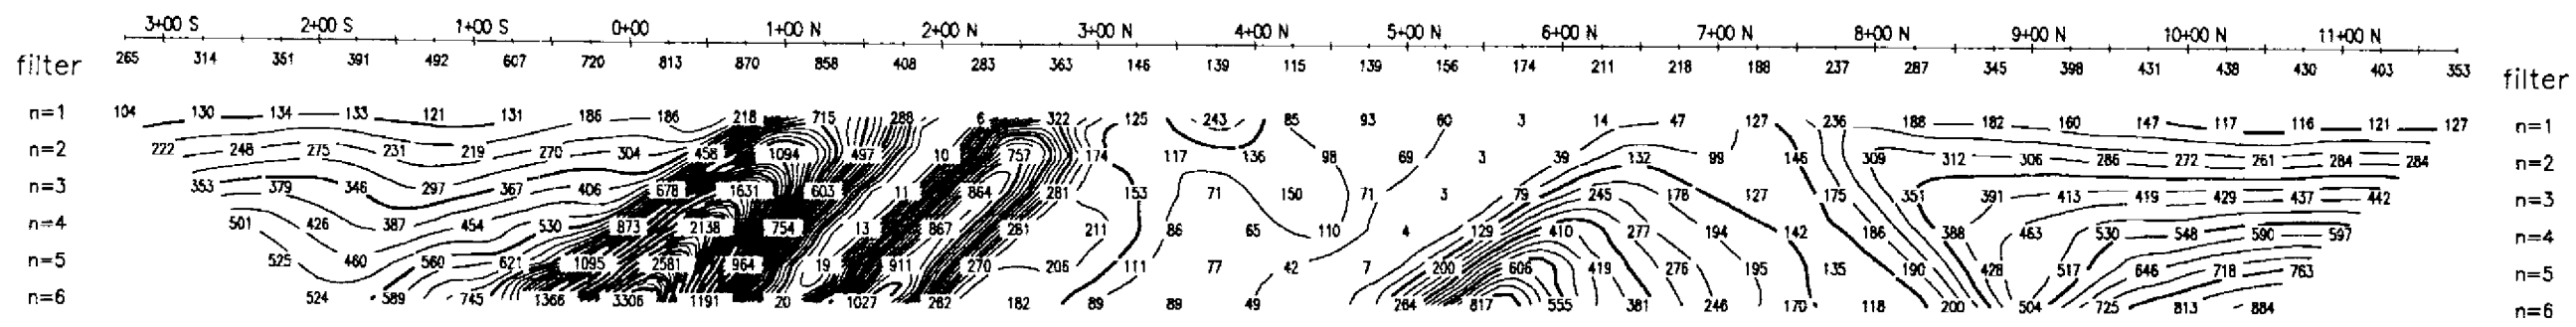 3+00 S 2+00 S 1+00 S 0+00 1+00 N 2+00 N 3+00 N 4+00 N 5+00 N 6+00 N 7+00 N 8+00 N 9+00 N 10+00 N 11+00 N
filter 265 314 351 391 492 607 720 813 870 858 408 283 363 146 139 115 139 156 174 211 218 188 237 287 345 398 431 438 430 403 353 filter
n=1 104 130 134 133 121 131 186 186 218 715 288 6 322 125 243 85 93 60 3 14 47 127 236 188 182 160 147 117 116 121 127 n=1
n=2 222 248 275 231 219 270 304 458 1094 497 10 757 174 117 136 98 69 3 39 132 99 146 309 312 306 286 272 261 284 284 n=2
n=3 353 379 346 297 367 406 678 1631 603 11 864 281 153 71 150 71 3 79 245 178 127 175 351 391 413 419 429 437 442 n=3
n=4 501 426 387 454 530 873 2138 754 13 867 281 211 86 65 110 4 129 410 277 194 142 186 388 463 530 548 590 597 n=4
n=5 525 460 560 621 1095 2581 964 19 911 270 206 111 77 42 7 200 606 419 276 195 135 190 428 517 646 718 763 n=5
n=6 524 589 745 1366 3306 1191 20 1027 262 182 89 89 49 264 817 555 381 246 170 118 200 504 725 813 884 n=6